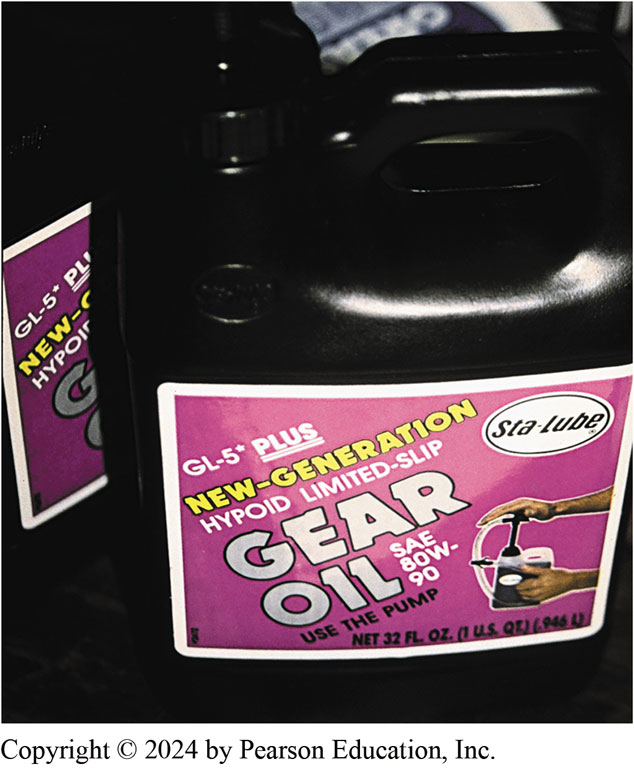 GL-5* PLUS
NEW-GENERATION
HYPOID LIMITED-SLIP
GEAR
OIL
SAE
80W-
90
USE THE PUMP
NET 32 FL. OZ. (1 U.S. QT.) (.946 L)
Sta-Lube
GL-5* PLU
NEW-G
HYPOID
G
O
Copyright © 2024 by Pearson Education, Inc.